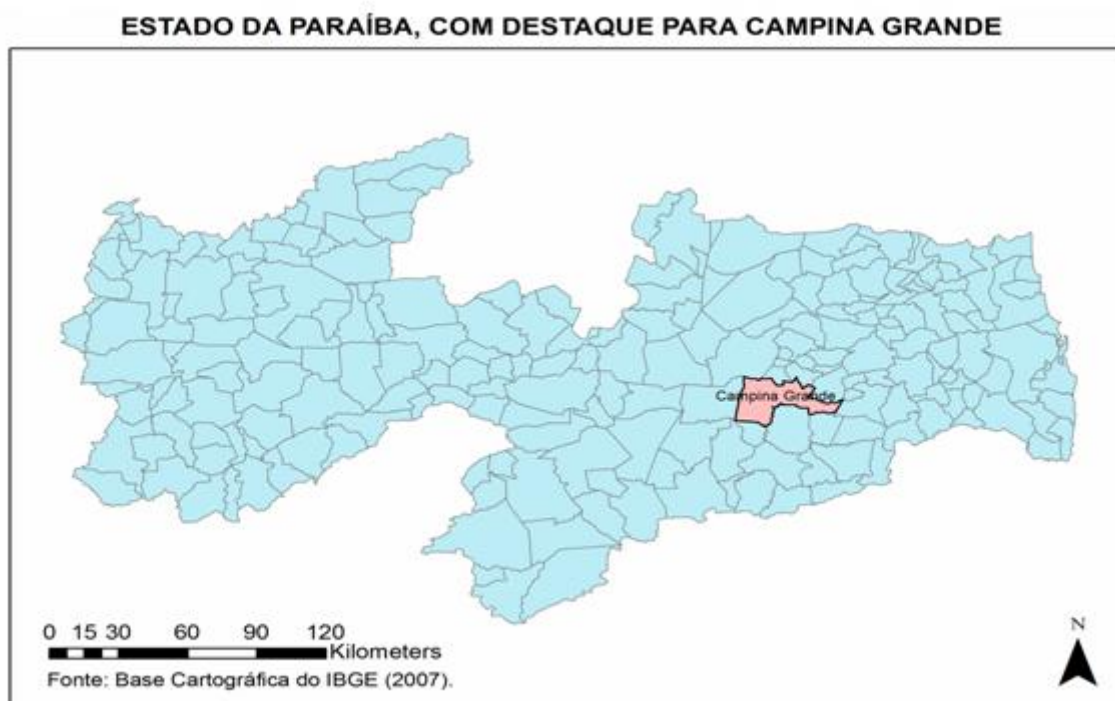 ESTADO DA PARAÍBA, COM DESTAQUE PARA CAMPINA GRANDE
Campina Grande
0 15 30 60 90 120
Kilometers
Fonte: Base Cartográfica do IBGE (2007).
N